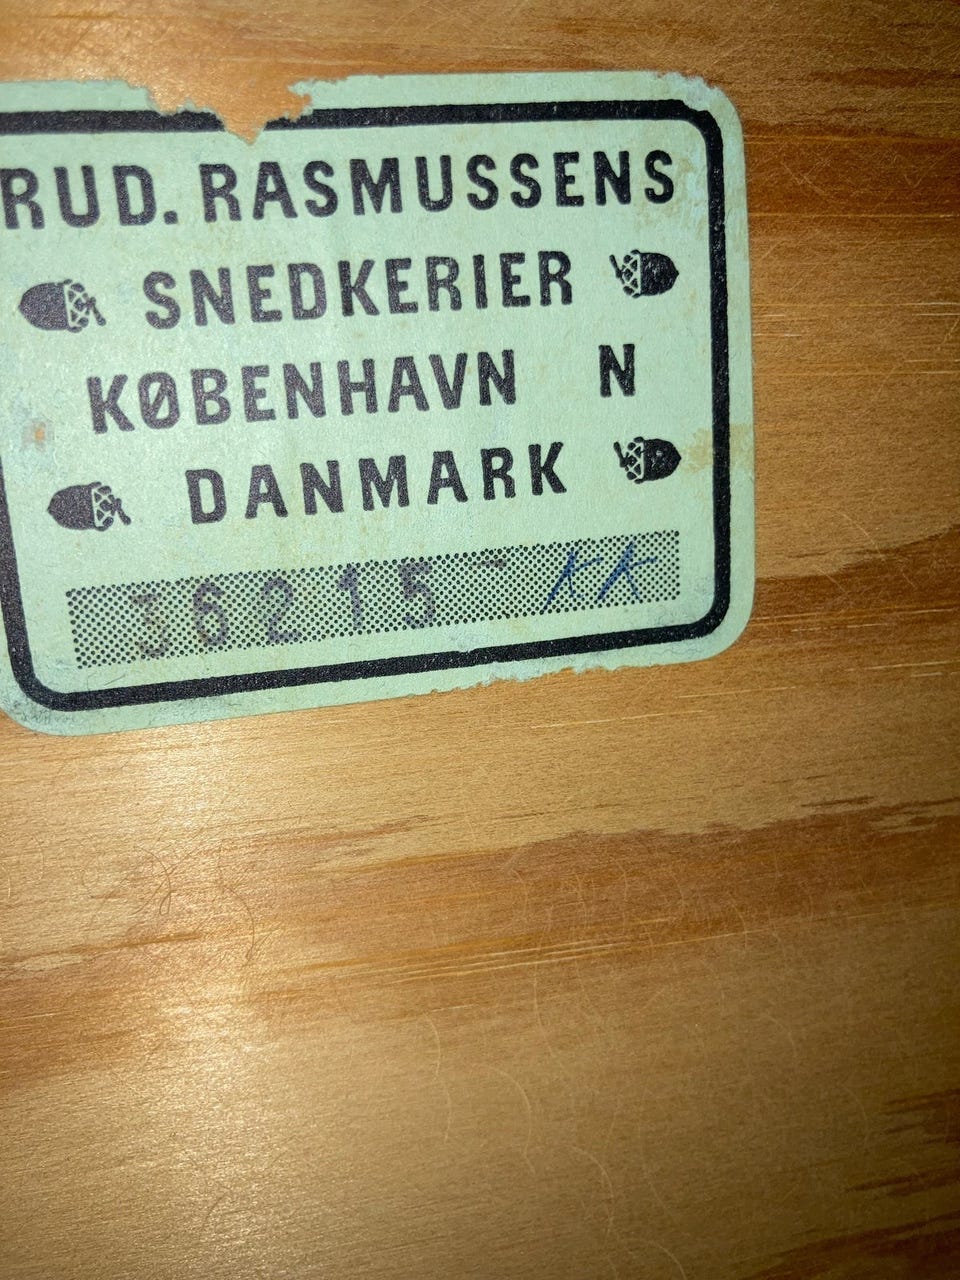 RUD. RASMUSSENS
SNEDKERIER
KØBENHAVN N
DANMARK
36215 - KK